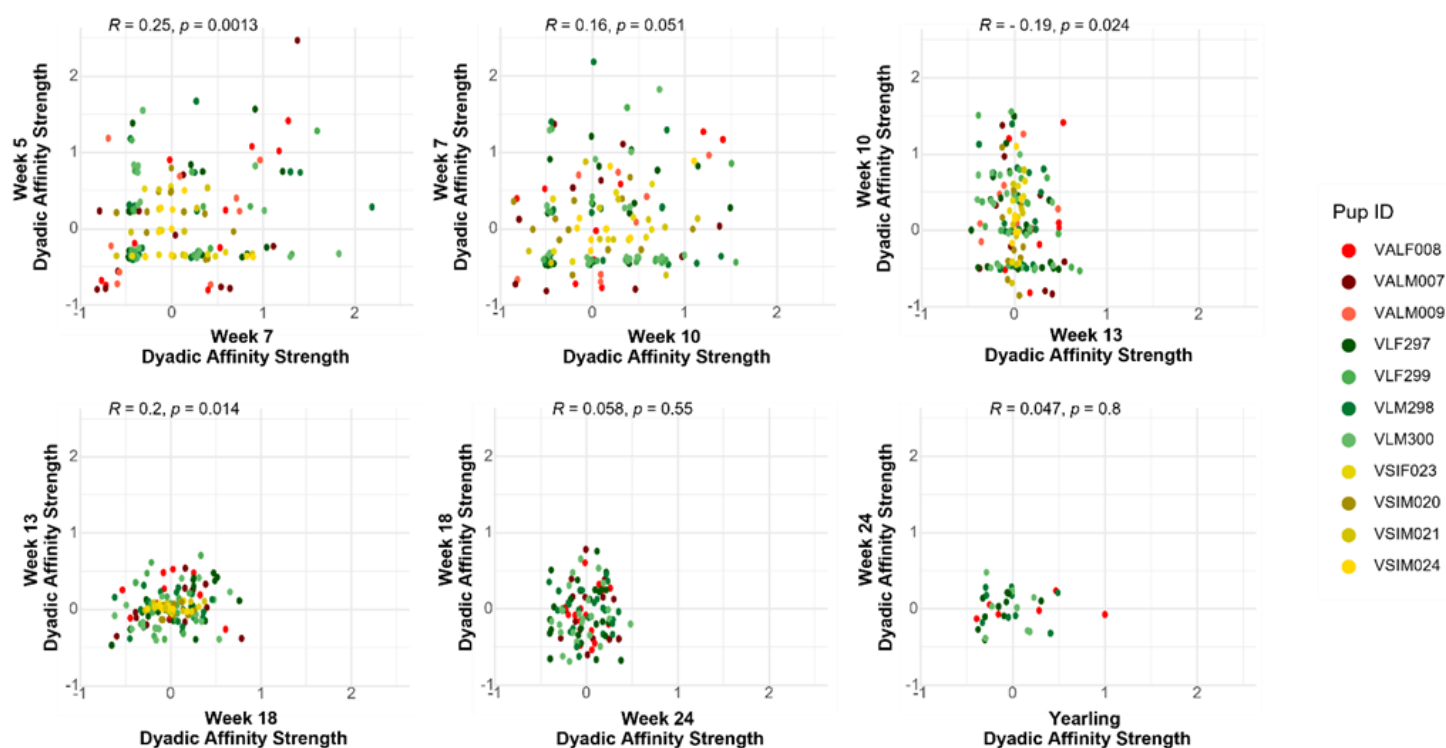 R = 0.25, p = 0.0013
Week 5
Dyadic Affinity Strength
2
1
0
-1
-1
0
1
2
Week 7
Dyadic Affinity Strength
R = 0.16, p = 0.051
Week 7
Dyadic Affinity Strength
2
1
0
-1
-1
0
1
2
Week 10
Dyadic Affinity Strength
R = - 0.19, p = 0.024
Week 10
Dyadic Affinity Strength
2
1
0
-1
-1
0
1
2
Week 13
Dyadic Affinity Strength
R = 0.2, p = 0.014
Week 13
Dyadic Affinity Strength
2
1
0
-1
-1
0
1
2
Week 18
Dyadic Affinity Strength
R = 0.058, p = 0.55
Week 18
Dyadic Affinity Strength
2
1
0
-1
-1
0
1
2
Week 24
Dyadic Affinity Strength
R = 0.047, p = 0.8
Week 24
Dyadic Affinity Strength
2
1
0
-1
-1
0
1
2
Yearling
Dyadic Affinity Strength
Pup ID
VALF008
VALM007
VALM009
VLF297
VLF299
VLM298
VLM300
VSIF023
VSIM020
VSIM021
VSIM024